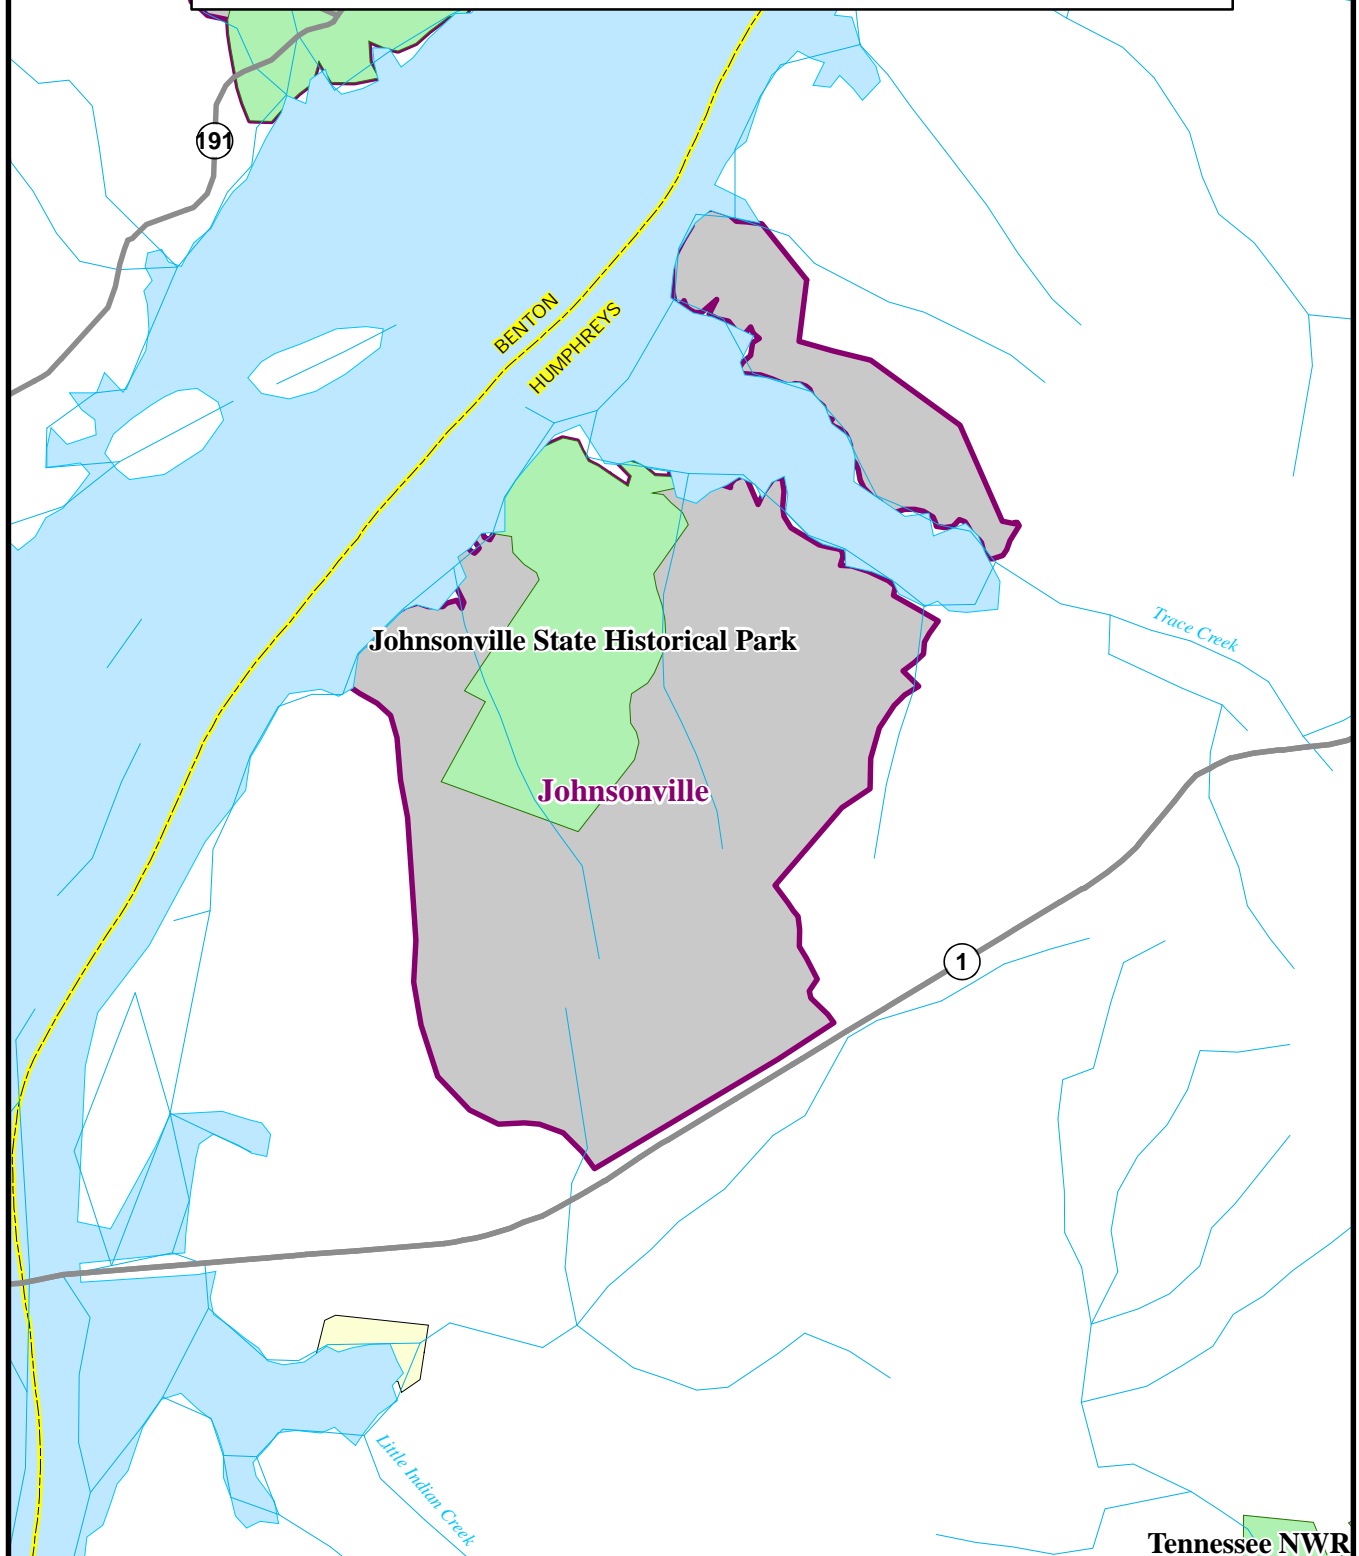 191
BENTON
HUMPHREYS
Trace Creek
Johnsonville State Historical Park
Johnsonville
1
Little Indian Creek
Tennessee NWR